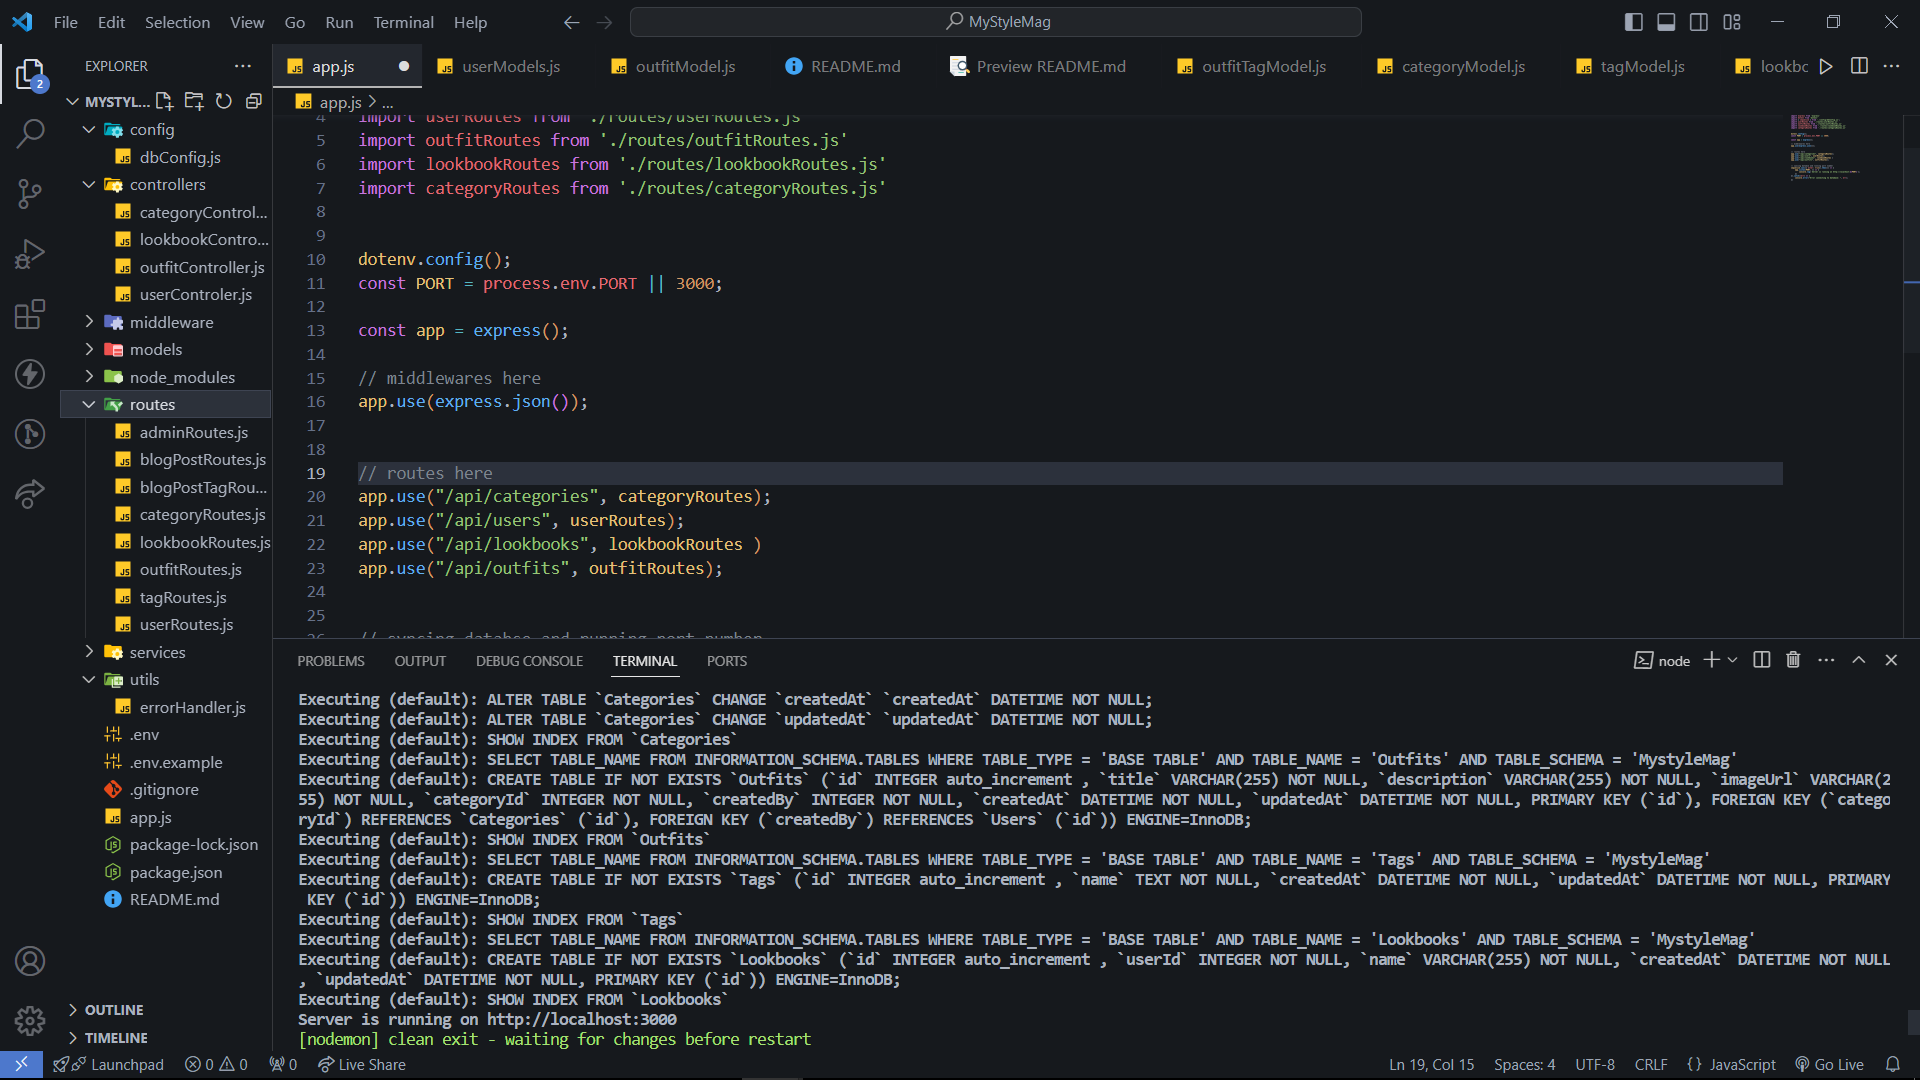 File Edit Selection View Go Run Terminal Help
MyStyleMag
EXPLORER
MYSTYL...
config
dbConfig.js
controllers
categoryControl...
lookbookContro...
outfitController.js
userControler.js
middleware
models
node_modules
routes
adminRoutes.js
blogPostRoutes.js
blogPostTagRou...
categoryRoutes.js
lookbookRoutes.js
outfitRoutes.js
tagRoutes.js
userRoutes.js
services
utils
errorHandler.js
.env
.env.example
.gitignore
app.js
package-lock.json
package.json
README.md
OUTLINE
TIMELINE
app.js userModels.js outfitModel.js README.md Preview README.md outfitTagModel.js categoryModel.js tagModel.js lookbc
app.js > ...
4 import userRoutes from './routes/userRoutes.js'
5 import outfitRoutes from './routes/outfitRoutes.js'
6 import lookbookRoutes from './routes/lookbookRoutes.js'
7 import categoryRoutes from './routes/categoryRoutes.js'
8
9
10 dotenv.config();
11 const PORT = process.env.PORT || 3000;
12
13 const app = express();
14
15 // middlewares here
16 app.use(express.json());
17
18
19 // routes here
20 app.use("/api/categories", categoryRoutes);
21 app.use("/api/users", userRoutes);
22 app.use("/api/lookbooks", lookbookRoutes )
23 app.use("/api/outfits", outfitRoutes);
24
25
26 // syncing databse and running port number
PROBLEMS OUTPUT DEBUG CONSOLE TERMINAL PORTS
node
Executing (default): ALTER TABLE `Categories` CHANGE `createdAt` `createdAt` DATETIME NOT NULL;
Executing (default): ALTER TABLE `Categories` CHANGE `updatedAt` `updatedAt` DATETIME NOT NULL;
Executing (default): SHOW INDEX FROM `Categories`
Executing (default): SELECT TABLE_NAME FROM INFORMATION_SCHEMA.TABLES WHERE TABLE_TYPE = 'BASE TABLE' AND TABLE_NAME = 'Outfits' AND TABLE_SCHEMA = 'MystyleMag'
Executing (default): CREATE TABLE IF NOT EXISTS `Outfits` (`id` INTEGER auto_increment , `title` VARCHAR(255) NOT NULL, `description` VARCHAR(255) NOT NULL, `imageUrl` VARCHAR(2
55) NOT NULL, `categoryId` INTEGER NOT NULL, `createdBy` INTEGER NOT NULL, `createdAt` DATETIME NOT NULL, `updatedAt` DATETIME NOT NULL, PRIMARY KEY (`id`), FOREIGN KEY (`catego
ryId`) REFERENCES `Categories` (`id`), FOREIGN KEY (`createdBy`) REFERENCES `Users` (`id`)) ENGINE=InnoDB;
Executing (default): SHOW INDEX FROM `Outfits`
Executing (default): SELECT TABLE_NAME FROM INFORMATION_SCHEMA.TABLES WHERE TABLE_TYPE = 'BASE TABLE' AND TABLE_NAME = 'Tags' AND TABLE_SCHEMA = 'MystyleMag'
Executing (default): CREATE TABLE IF NOT EXISTS `Tags` (`id` INTEGER auto_increment , `name` TEXT NOT NULL, `createdAt` DATETIME NOT NULL, `updatedAt` DATETIME NOT NULL, PRIMARY
KEY (`id`)) ENGINE=InnoDB;
Executing (default): SHOW INDEX FROM `Tags`
Executing (default): SELECT TABLE_NAME FROM INFORMATION_SCHEMA.TABLES WHERE TABLE_TYPE = 'BASE TABLE' AND TABLE_NAME = 'Lookbooks' AND TABLE_SCHEMA = 'MystyleMag'
Executing (default): CREATE TABLE IF NOT EXISTS `Lookbooks` (`id` INTEGER auto_increment , `userId` INTEGER NOT NULL, `name` VARCHAR(255) NOT NULL, `createdAt` DATETIME NOT NULL
, `updatedAt` DATETIME NOT NULL, PRIMARY KEY (`id`)) ENGINE=InnoDB;
Executing (default): SHOW INDEX FROM `Lookbooks`
Server is running on http://localhost:3000
[nodemon] clean exit - waiting for changes before restart
2
Launchpad 0 0 0 Live Share Ln 19, Col 15 Spaces: 4 UTF-8 CRLF {} JavaScript Go Live